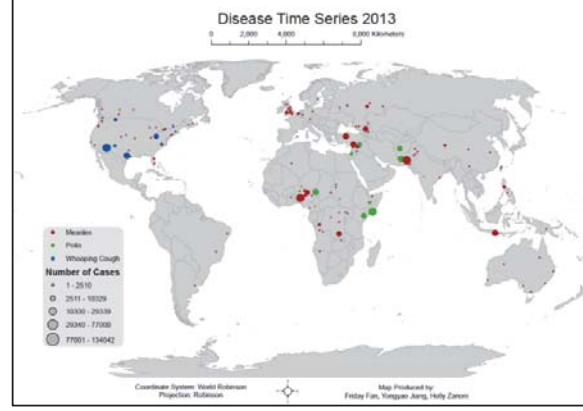 Disease Time Series 2013
0 2,000 4,000 8,000 Kilometers
Measles
Polio
Whooping Cough
Number of Cases
1 - 2510
2511 - 10329
10330 - 29339
29340 - 77000
77001 - 134042
Coordinate System: World Robinson
Projection: Robinson
Map Produced by:
Friday Fan, Yongyao Jiang, Holly Zanoni